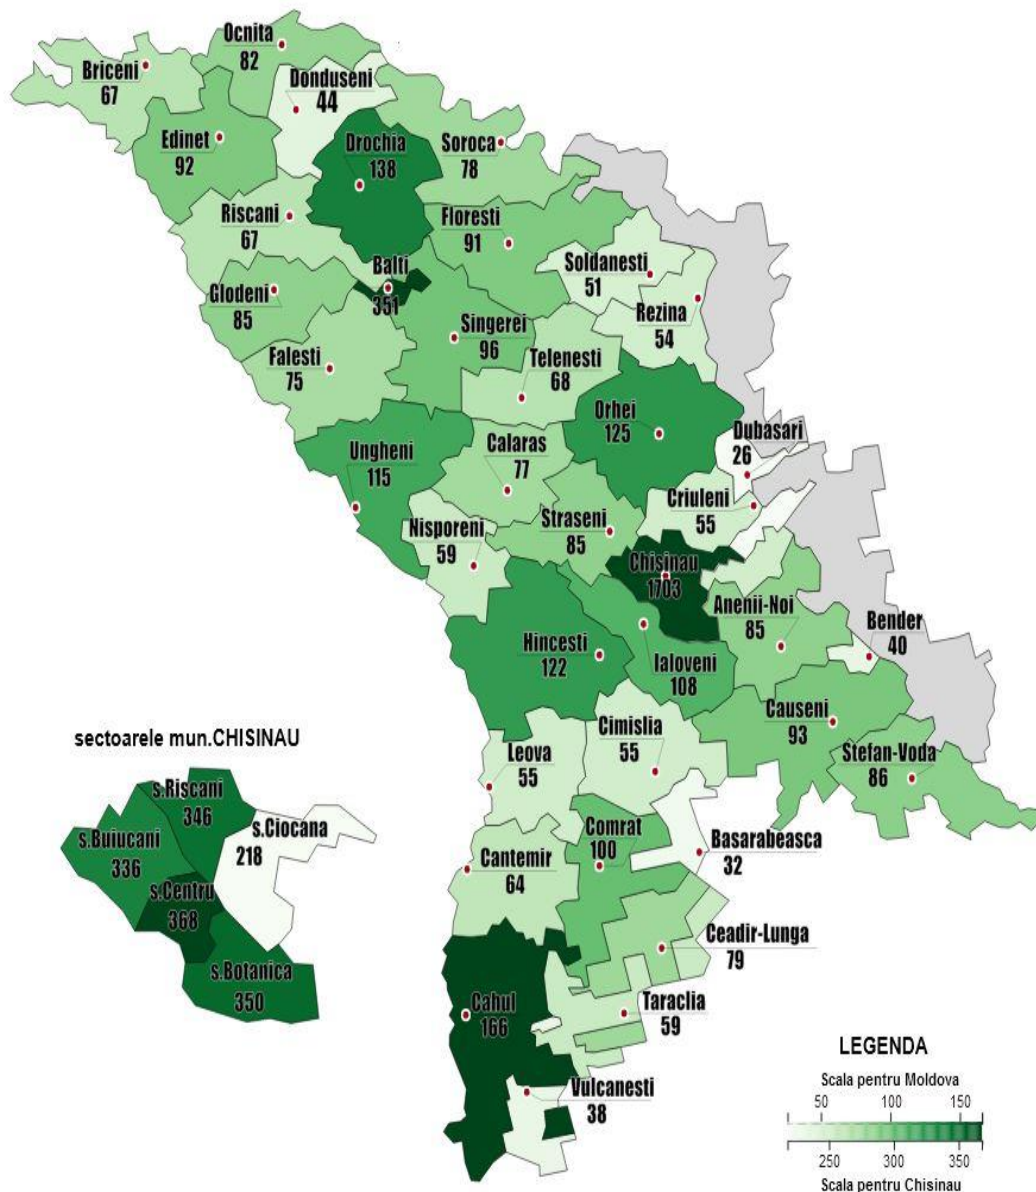 Ocnita
82
Briceni
67
Donduseni
44
Edinet
92
Drochia
138
Soroca
78
Riscani
67
Floresti
91
Balti
351
Soldanesti
51
Glodeni
85
Rezina
54
Singerei
96
Falesti
75
Telenesti
68
Orhei
125
Dubasari
26
Ungheni
115
Calaras
77
Criuleni
55
Nisporeni
59
Straseni
85
Chisinau
1703
Anenii-Noi
85
Bender
40
Hincesti
122
Ialoveni
108
Causeni
93
Cimislia
55
Stefan-Voda
86
Leova
55
sectoarele mun.CHISINAU
s.Riscani
346
s.Ciocana
218
s.Buiucani
336
s.Centru
368
s.Botanica
350
Comrat
100
Basarabeasca
32
Cantemir
64
Ceadir-Lunga
79
Cahul
166
Taraclia
59
Vulcanesti
38
LEGENDA
Scala pentru Moldova
50 100 150
250 300 350
Scala pentru Chisinau